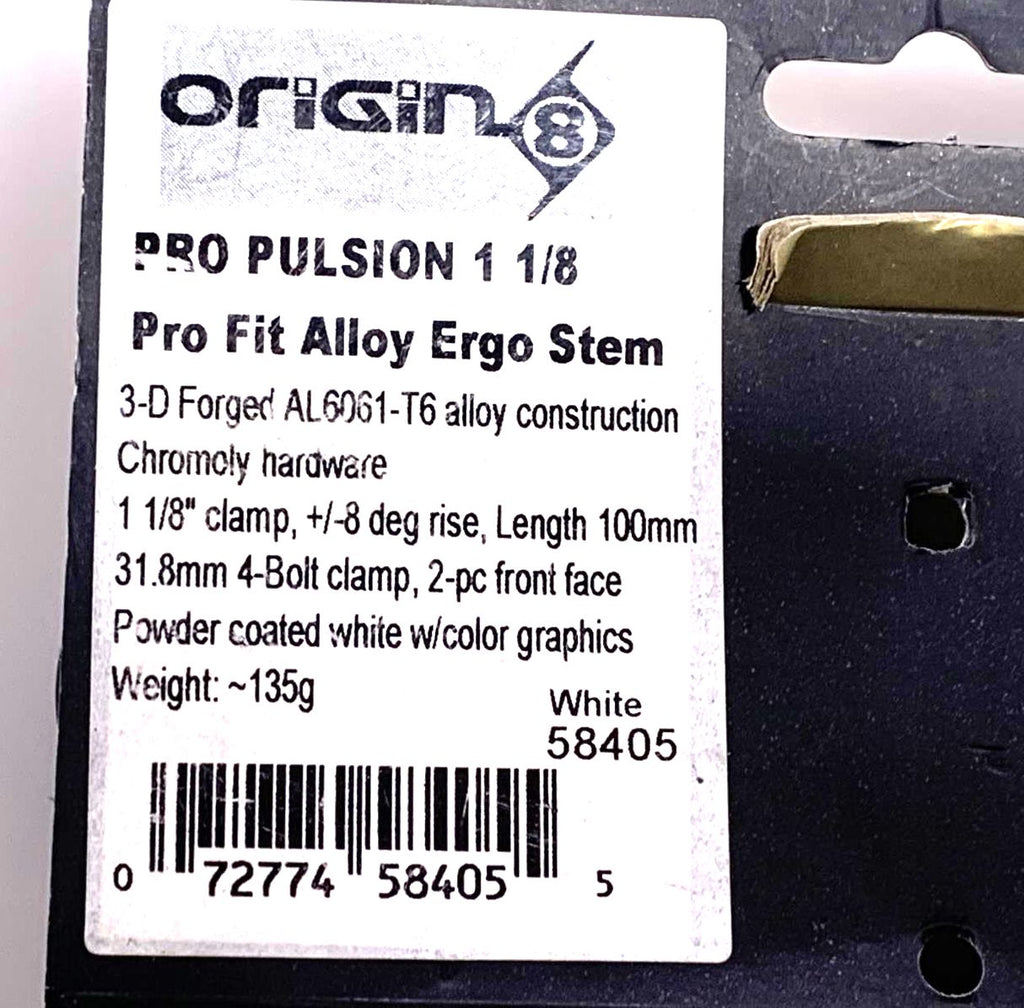 ORIGIN8
PRO PULSION 1 1/8
Pro Fit Alloy Ergo Stem
3-D Forged AL6061-T6 alloy construction
Chromoly hardware
1 1/8" clamp, +/-8 deg rise, Length 100mm
31.8mm 4-Bolt clamp, 2-pc front face
Powder coated white w/color graphics
Weight: ~135g
White
58405
0 72774 58405 5